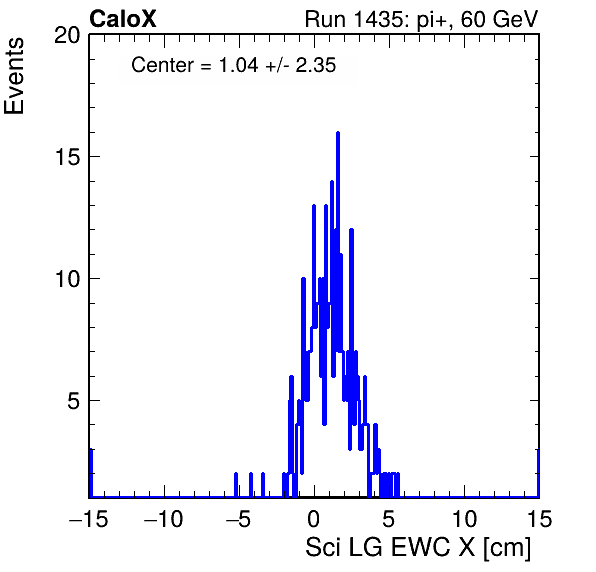 CaloX Run 1435: pi+, 60 GeV
Center = 1.04 +/- 2.35
Events
20
15
10
5
−15 −10 −5 0 5 10 15
Sci LG EWC X [cm]